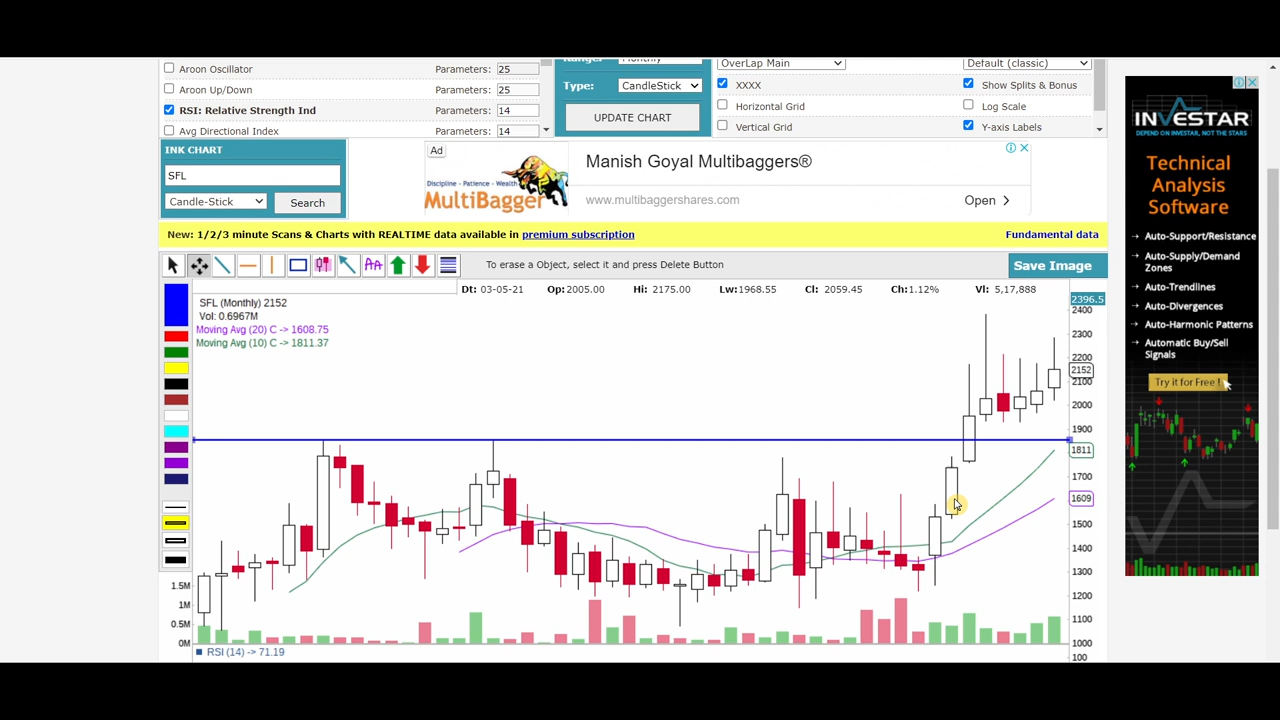 Aroon Oscillator Parameters: 25
Aroon Up/Down Parameters: 25
RSI: Relative Strength Ind Parameters: 14
Avg Directional Index Parameters: 14
Monthly
Type: CandleStick
UPDATE CHART
OverLap Main Default (classic)
XXXX Show Splits & Bonus
Horizontal Grid Log Scale
Vertical Grid Y-axis Labels
INK CHART
SFL
Candle-Stick Search
Ad
Discipline - Patience - Wealth
MULTIBAGGER
Manish Goyal Multibaggers®
www.multibaggershares.com
Open
New: 1/2/3 minute Scans & Charts with REALTIME data available in premium subscription Fundamental data
To erase a Object, select it and press Delete Button
Save Image
Dt: 03-05-21 Op:2005.00 Hi: 2175.00 Lw:1968.55 Cl: 2059.45 Ch:1.12% Vl: 5,17,888
SFL (Monthly) 2152
Vol: 0.6967M
Moving Avg (20) C -> 1608.75
Moving Avg (10) C -> 1811.37
2396.5
2400
2300
2200
2152
2100
2000
1900
1811
1700
1609
1500
1400
1300
1200
1000
100
1.5M
1M
0.5M
0M
RSI (14) -> 71.19
INVESTAR
DEPEND ON INVESTAR, NOT THE STARS
Technical
Analysis
Software
Auto-Support/Resistance
Auto-Supply/Demand
Zones
Auto-Trendlines
Auto-Divergences
Auto-Harmonic Patterns
Automatic Buy/Sell
Signals
Try it for Free !